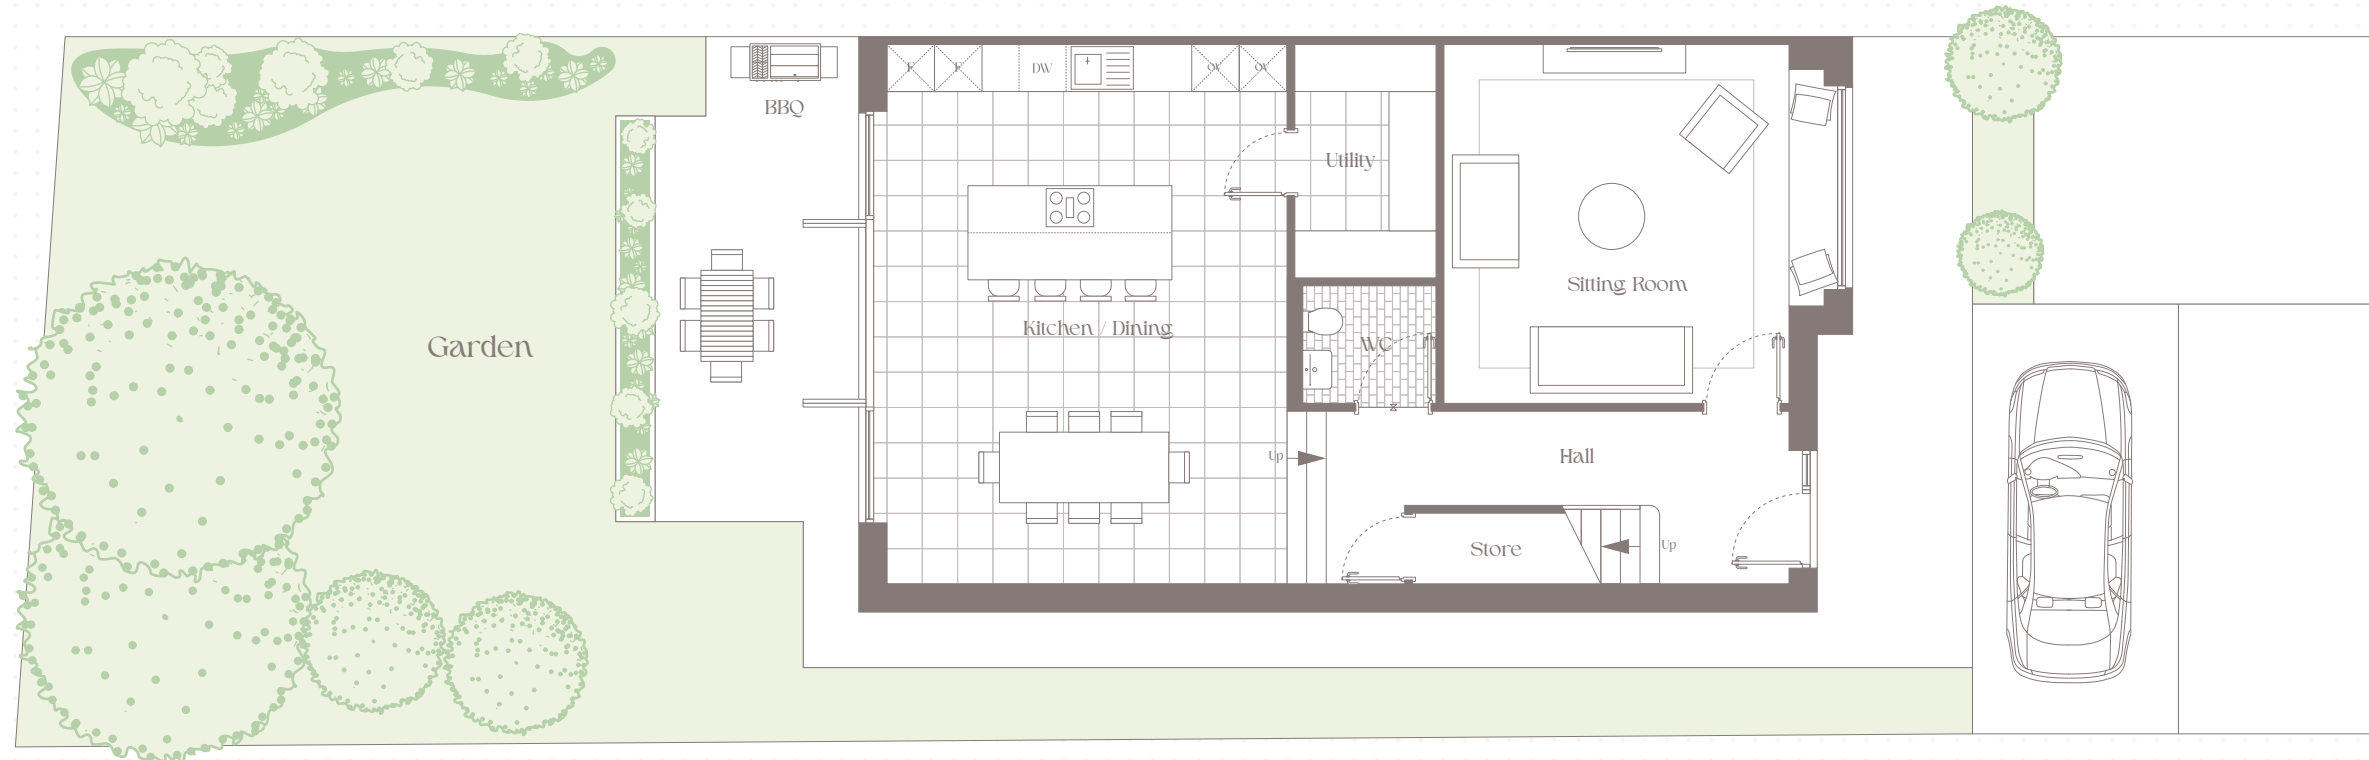 F F DW OV OV
BBQ
Utility
Sitting Room
Kitchen / Dining
WC
Garden
Up
Hall
Store
Up